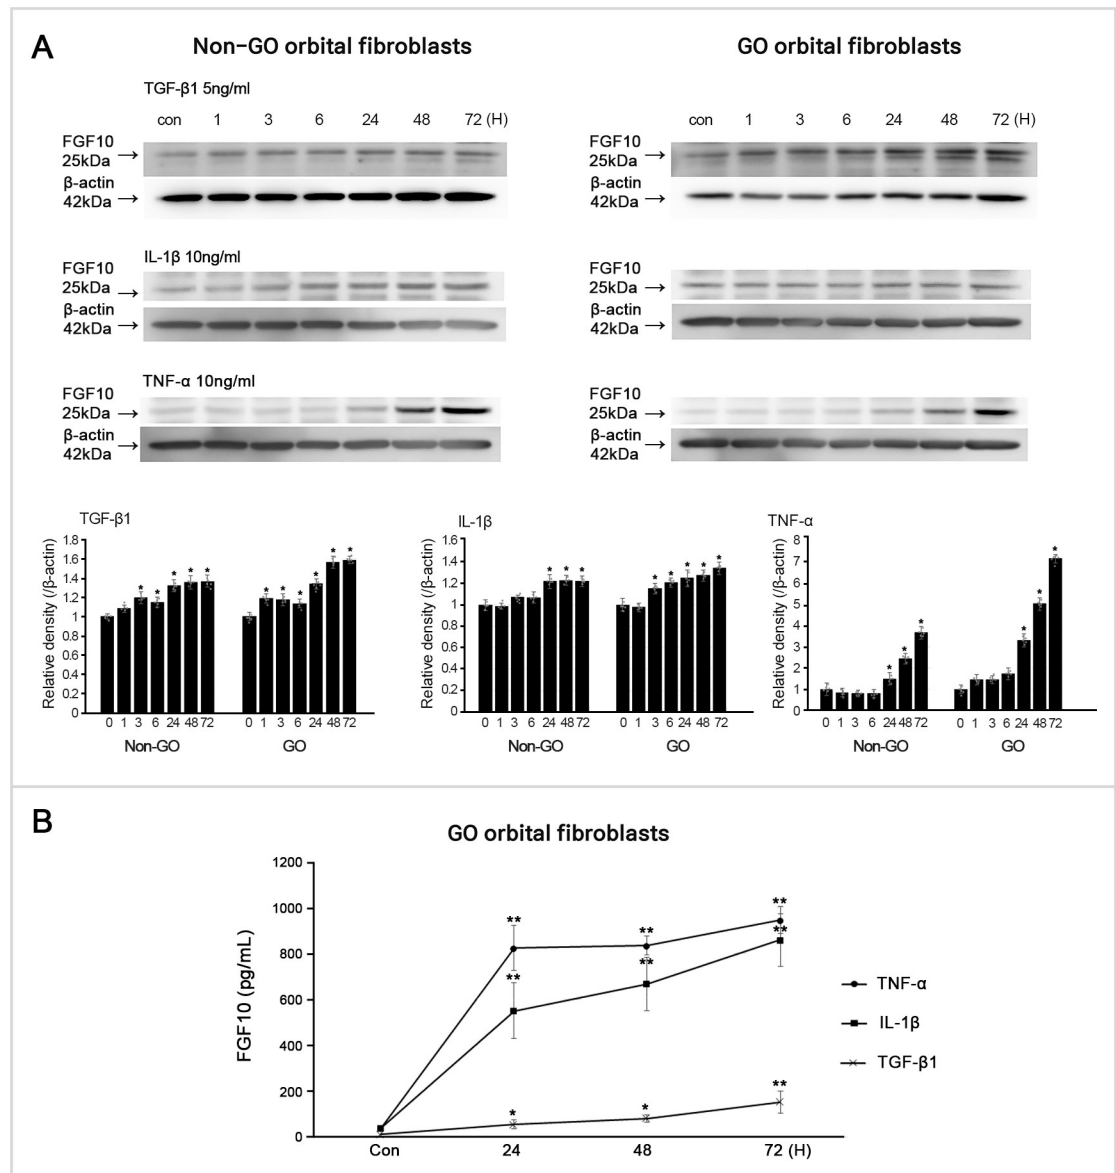 A
Non-GO orbital fibroblasts
GO orbital fibroblasts
TGF-β1 5ng/ml
con 1 3 6 24 48 72 (H)
con 1 3 6 24 48 72 (H)
FGF10
25kDa →
β-actin
42kDa →
FGF10
25kDa →
β-actin
42kDa →
IL-1β 10ng/ml
FGF10
25kDa →
β-actin
42kDa →
FGF10
25kDa →
β-actin
42kDa →
TNF-α 10ng/ml
FGF10
25kDa →
β-actin
42kDa →
FGF10
25kDa →
β-actin
42kDa →
TGF-β1
Relative density (/β-actin)
1.8
1.6
1.4
1.2
1
0.8
0.6
0.4
0.2
0
* * * * *
* * * * * *
0 1 3 6 24 48 72
0 1 3 6 24 48 72
Non-GO
GO
IL-1β
Relative density (/β-actin)
1.6
1.4
1.2
1
0.8
0.6
0.4
0.2
0
* * *
* * * * *
0 1 3 6 24 48 72
0 1 3 6 24 48 72
Non-GO
GO
TNF-α
Relative density (/β-actin)
8
7
6
5
4
3
2
1
0
* * *
* * *
0 1 3 6 24 48 72
0 1 3 6 24 48 72
Non-GO
GO
B
GO orbital fibroblasts
FGF10 (pg/mL)
1200
1000
800
600
400
200
0
** ** **
** ** **
* * **
Con 24 48 72 (H)
TNF-α
IL-1β
TGF-β1